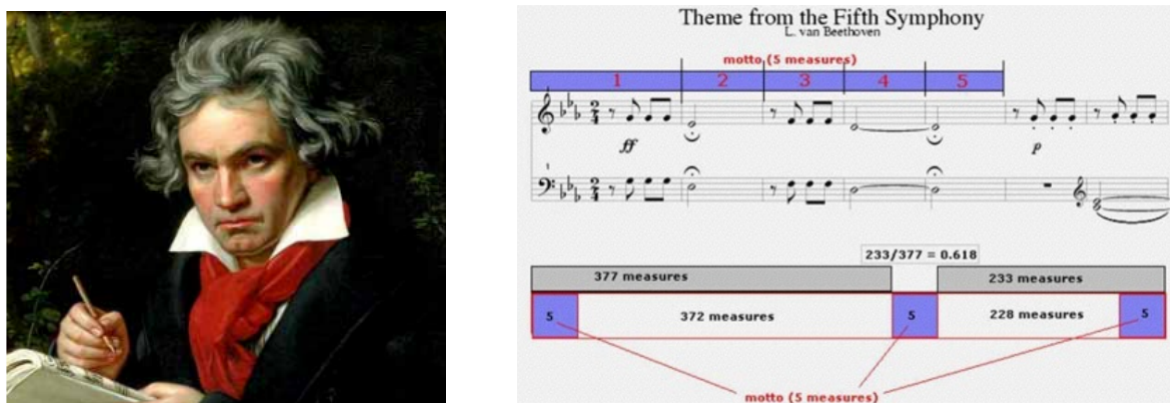 Theme from the Fifth Symphony
L. van Beethoven
motto (5 measures)
1 2 3 4 5
ff p
1
233/377 = 0.618
377 measures 233 measures
5 372 measures 5 228 measures 5
motto (5 measures)